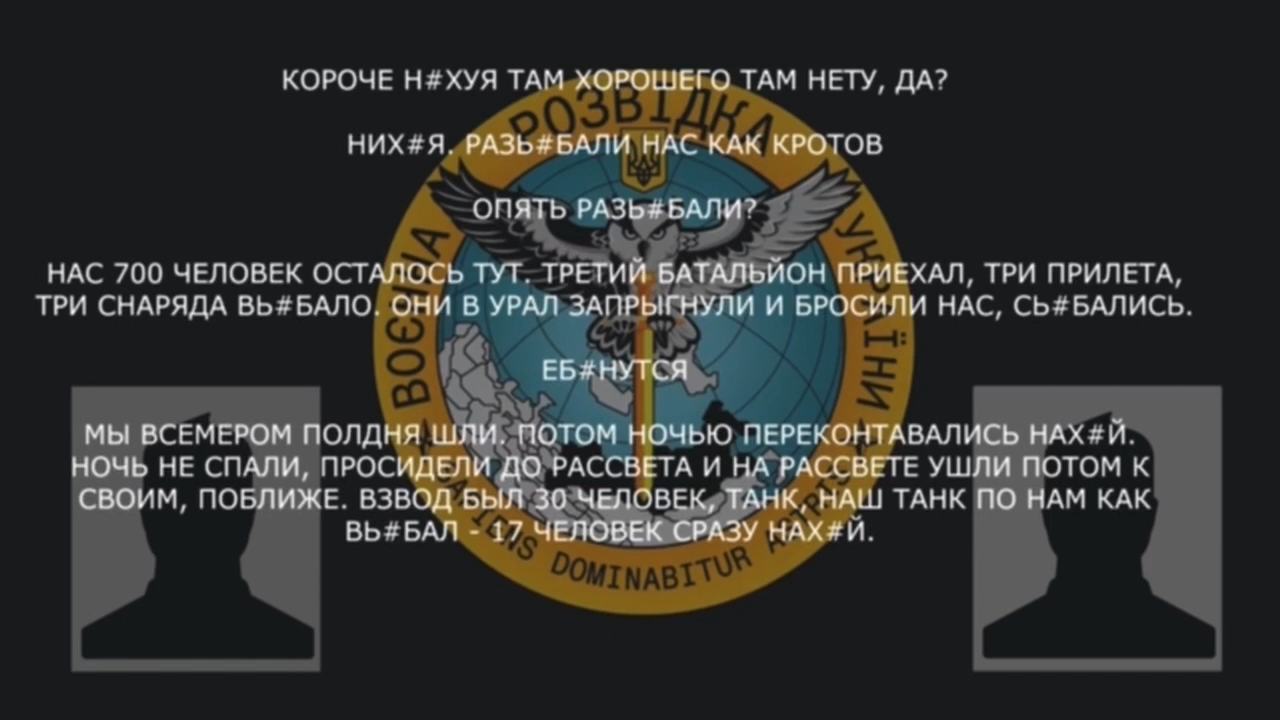 КОРОЧЕ Н#ХУЯ ТАМ ХОРОШЕГО ТАМ НЕТУ, ДА?
НИХ#Я. РАЗЬ#БАЛИ НАС КАК КРОТОВ
ОПЯТЬ РАЗЬ#БАЛИ?
НАС 700 ЧЕЛОВЕК ОСТАЛОСЬ ТУТ. ТРЕТИЙ БАТАЛЬЙОН ПРИЕХАЛ, ТРИ ПРИЛЕТА,
ТРИ СНАРЯДА ВЬ#БАЛО. ОНИ В УРАЛ ЗАПРЫГНУЛИ И БРОСИЛИ НАС, СЬ#БАЛИСЬ.
ЕБ#НУТСЯ
МЫ ВСЕМЕРОМ ПОЛДНЯ ШЛИ. ПОТОМ НОЧЬЮ ПЕРЕКОНТАВАЛИСЬ НАХ#Й.
НОЧЬ НЕ СПАЛИ, ПРОСИДЕЛИ ДО РАССВЕТА И НА РАССВЕТЕ УШЛИ ПОТОМ К
СВОИМ, ПОБЛИЖЕ. ВЗВОД БЫЛ 30 ЧЕЛОВЕК, ТАНК, НАШ ТАНК ПО НАМ КАК
ВЬ#БАЛ - 17 ЧЕЛОВЕК СРАЗУ НАХ#Й.
ВОЄННА РОЗВІДКА УКРАЇНИ
DOMINABITUR